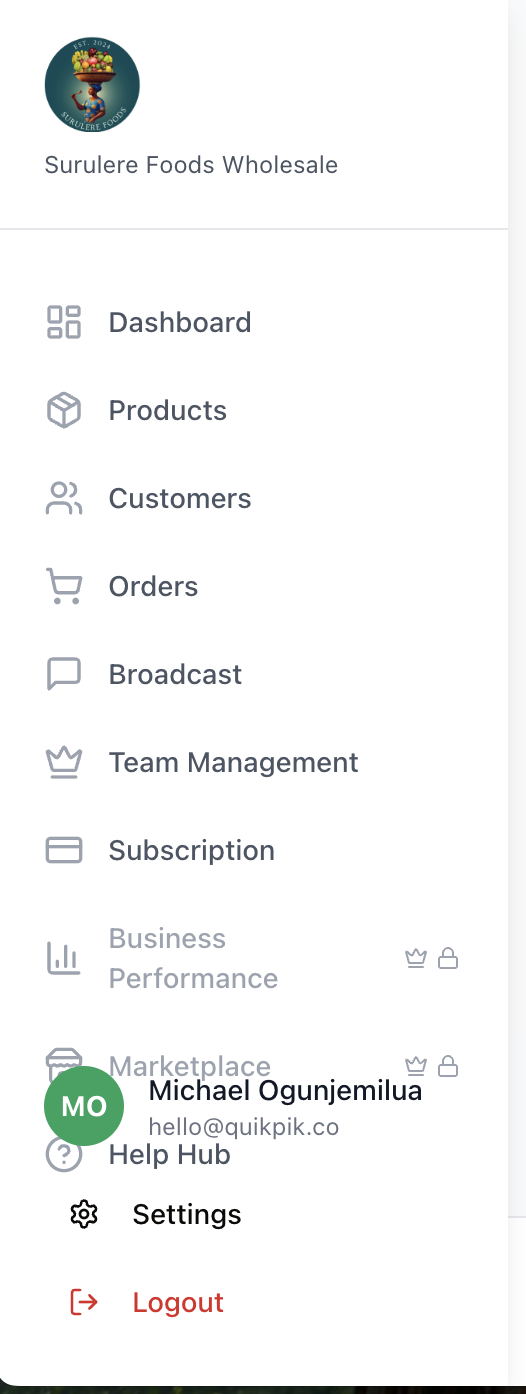 EST. 2024
SURULERE FOODS
Surulere Foods Wholesale
Dashboard
Products
Customers
Orders
Broadcast
Team Management
Subscription
Business
Performance
Marketplace
MO
Michael Ogunjemilua
hello@quikpik.co
Help Hub
Settings
Logout